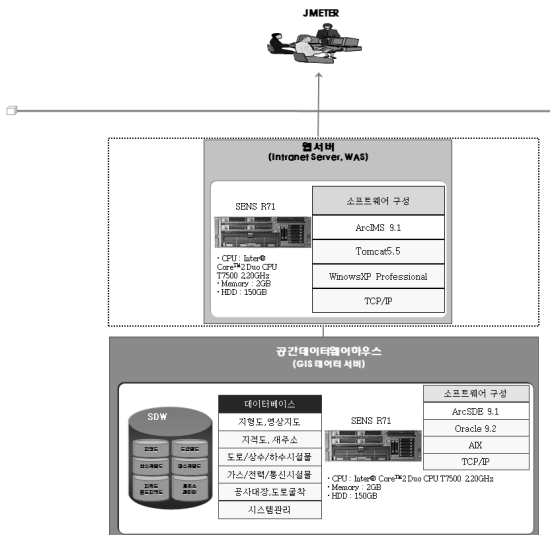 JMETER
웹서버
(Intranet Server, WAS)
SENS R71
・CPU : Inter®
Core™2 Duo CPU
T7500 2.20GHz
・Memory : 2GB
・HDD : 150GB
소프트웨어 구성
ArcIMS 9.1
Tomcat5.5
WinowsXP Professional
TCP/IP
공간데이터웨어하우스
(GIS 데이터 서버)
SDW
데이터베이스
지형도,영상지도
지적도, 새주소
도로/상수/하수시설물
가스/전력/통신시설물
공사대장,도로굴착
시스템관리
SENS R71
・CPU : Inter® Core™2 Duo CPU T7500 2.20GHz
・Memory : 2GB
・HDD : 150GB
소프트웨어 구성
ArcSDE 9.1
Oracle 9.2
AIX
TCP/IP